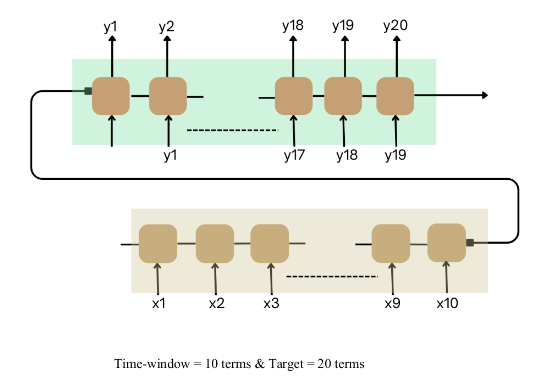 y1 y2 y18 y19 y20
y1 y17 y18 y19
x1 x2 x3 x9 x10
Time-window = 10 terms & Target = 20 terms